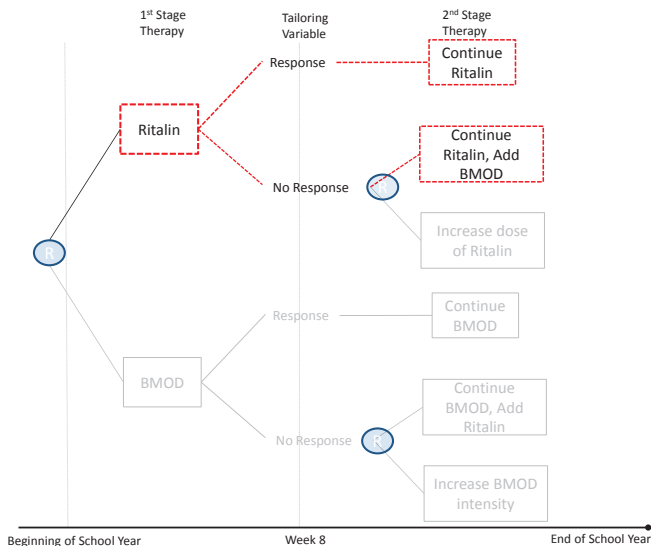 1st Stage
Therapy
Tailoring
Variable
2nd Stage
Therapy
Response
Continue
Ritalin
Ritalin
No Response
R
Continue
Ritalin, Add
BMOD
Increase dose
of Ritalin
R
Response
Continue
BMOD
BMOD
No Response
R
Continue
BMOD, Add
Ritalin
Increase BMOD
intensity
Beginning of School Year
Week 8
End of School Year